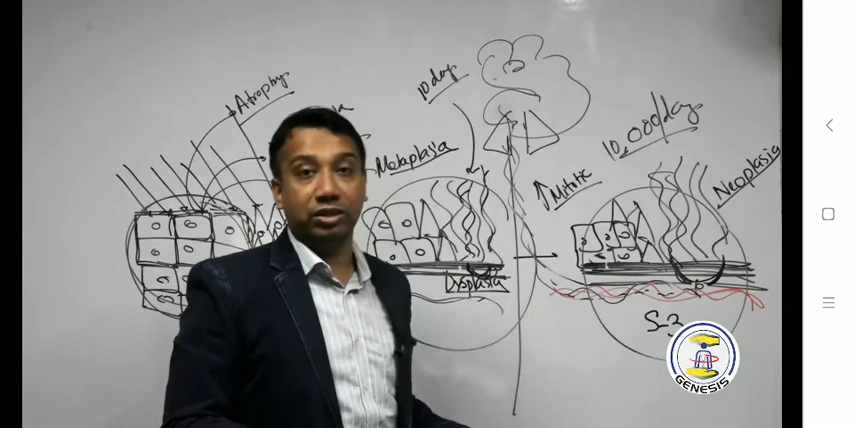 Atrophy
10 day
10,000/day
Metaplasia
↑ Mitotic
Neoplasia
Dysplasia
S-3
GENESIS